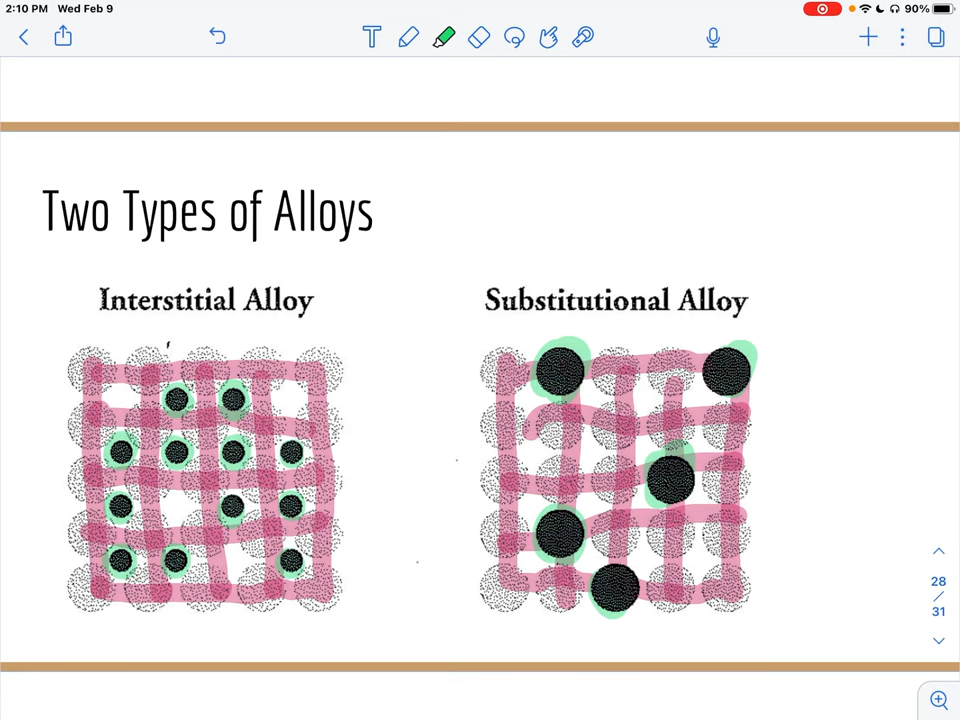 2:10 PM Wed Feb 9
90%
Two Types of Alloys
Interstitial Alloy
Substitutional Alloy
28
/
31